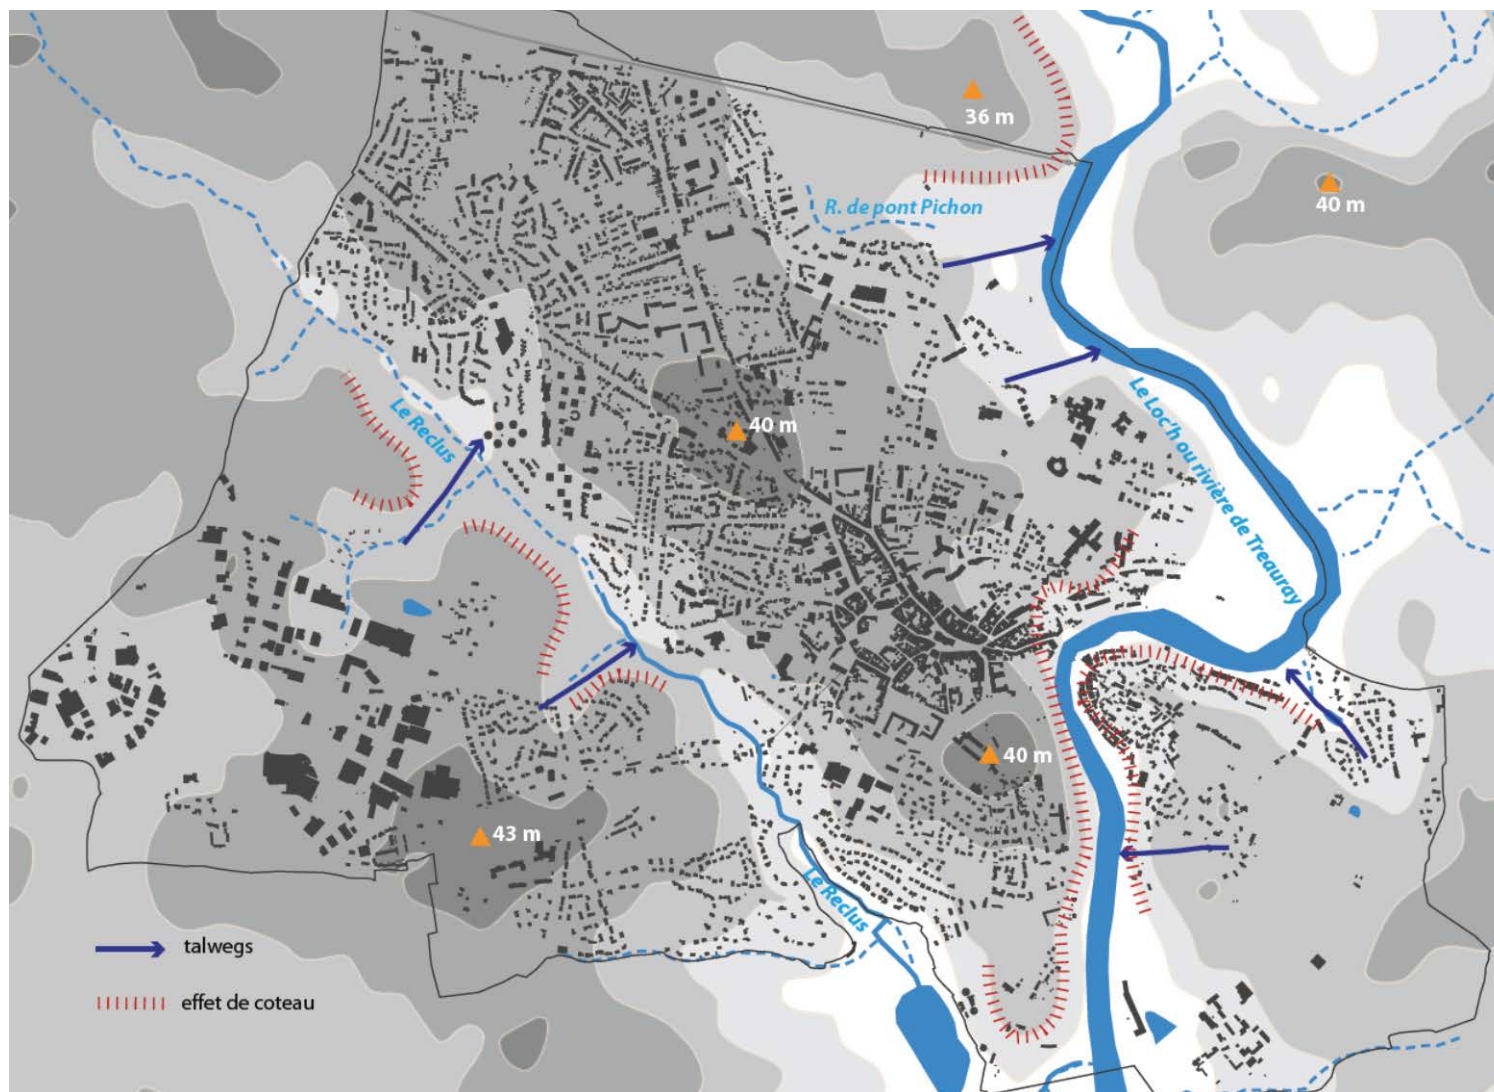 36 m
40 m
R. de pont Pichon
Le Reclus
40 m
Le Loc'h ou rivière de Treauray
40 m
43 m
Le Reclus
talwegs
effet de coteau